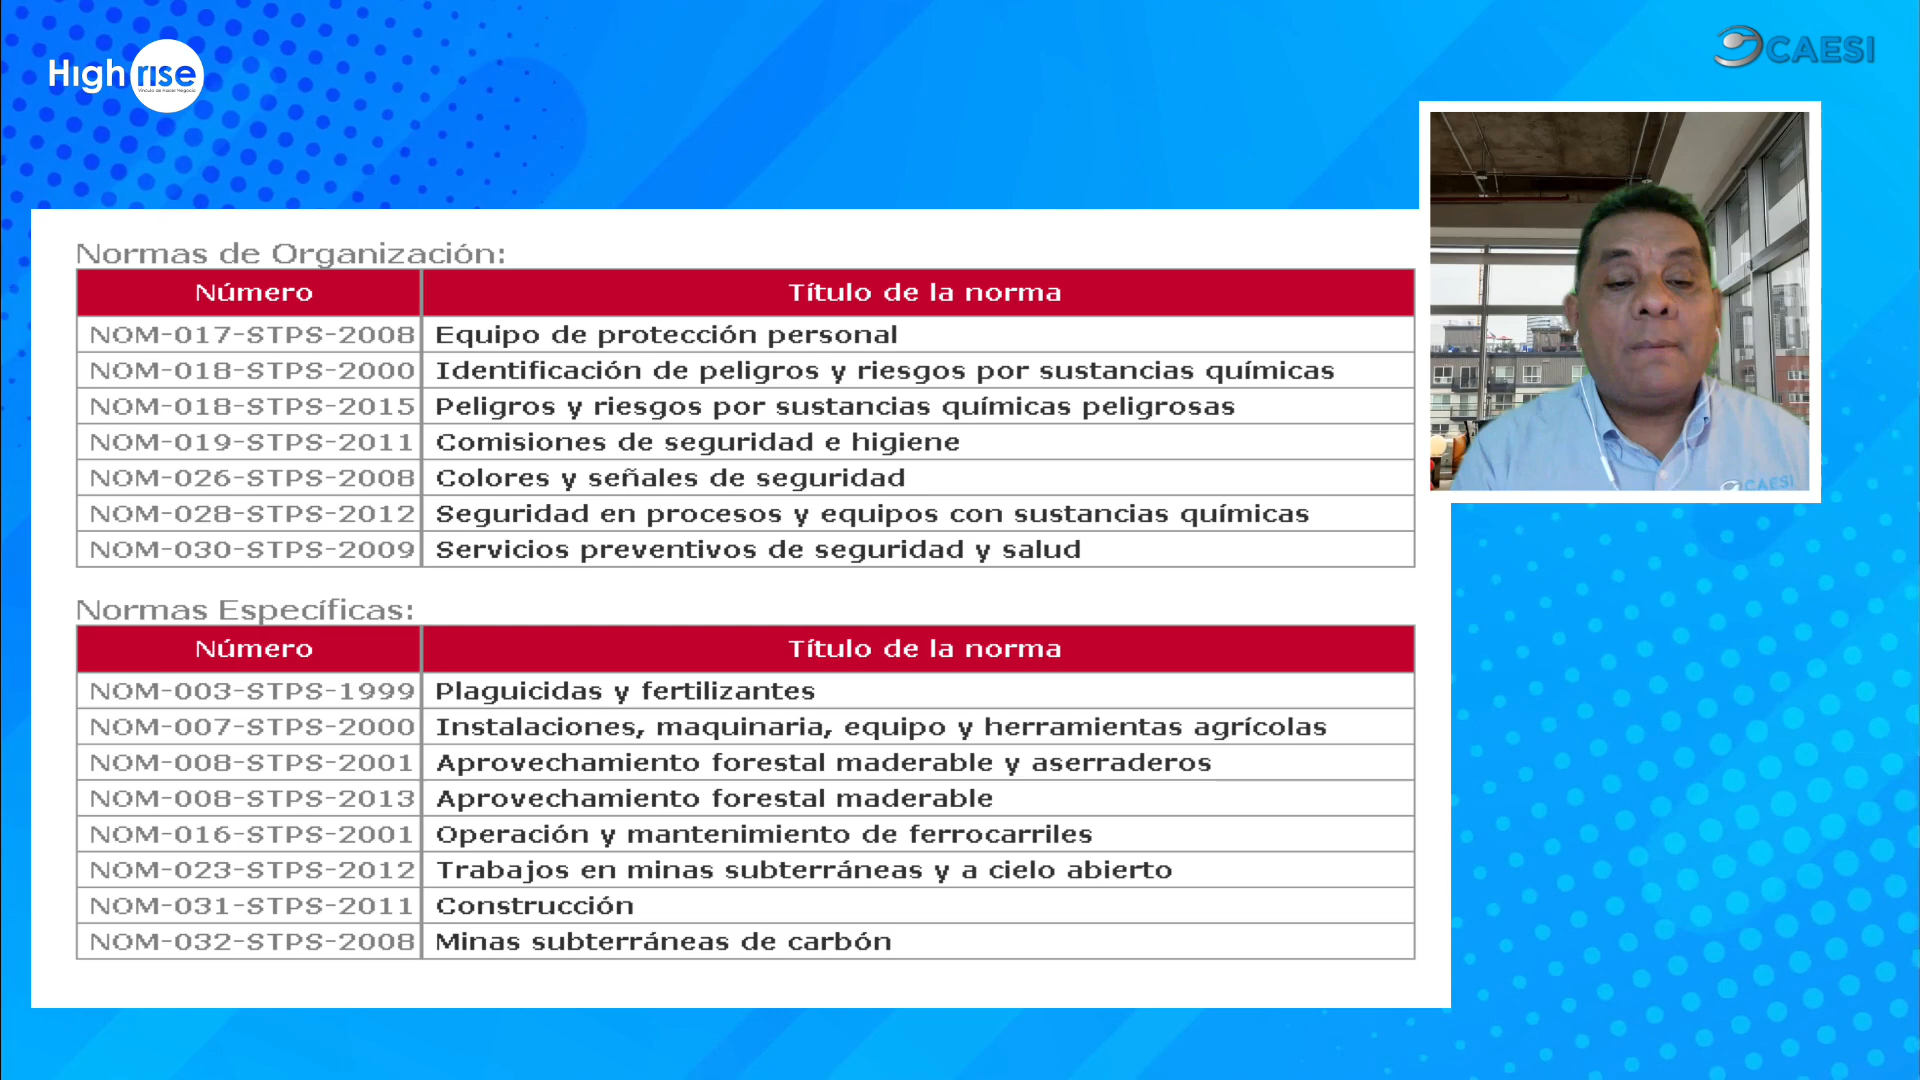 High rise
Vínculo de Hacer Negocio
CAESI
Normas de Organización:
Número Título de la norma
NOM-017-STPS-2008 Equipo de protección personal
NOM-018-STPS-2000 Identificación de peligros y riesgos por sustancias químicas
NOM-018-STPS-2015 Peligros y riesgos por sustancias químicas peligrosas
NOM-019-STPS-2011 Comisiones de seguridad e higiene
NOM-026-STPS-2008 Colores y señales de seguridad
NOM-028-STPS-2012 Seguridad en procesos y equipos con sustancias químicas
NOM-030-STPS-2009 Servicios preventivos de seguridad y salud
Normas Específicas:
Número Título de la norma
NOM-003-STPS-1999 Plaguicidas y fertilizantes
NOM-007-STPS-2000 Instalaciones, maquinaria, equipo y herramientas agrícolas
NOM-008-STPS-2001 Aprovechamiento forestal maderable y aserraderos
NOM-008-STPS-2013 Aprovechamiento forestal maderable
NOM-016-STPS-2001 Operación y mantenimiento de ferrocarriles
NOM-023-STPS-2012 Trabajos en minas subterráneas y a cielo abierto
NOM-031-STPS-2011 Construcción
NOM-032-STPS-2008 Minas subterráneas de carbón
CAESI